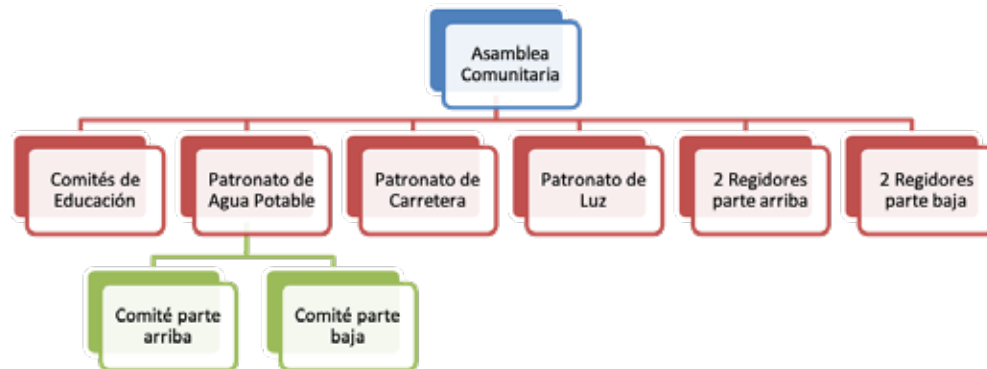 Asamblea
Comunitaria
Comités de
Educación
Patronato de
Agua Potable
Patronato de
Carretera
Patronato de
Luz
2 Regidores
parte arriba
2 Regidores
parte baja
Comité parte
arriba
Comité parte
baja